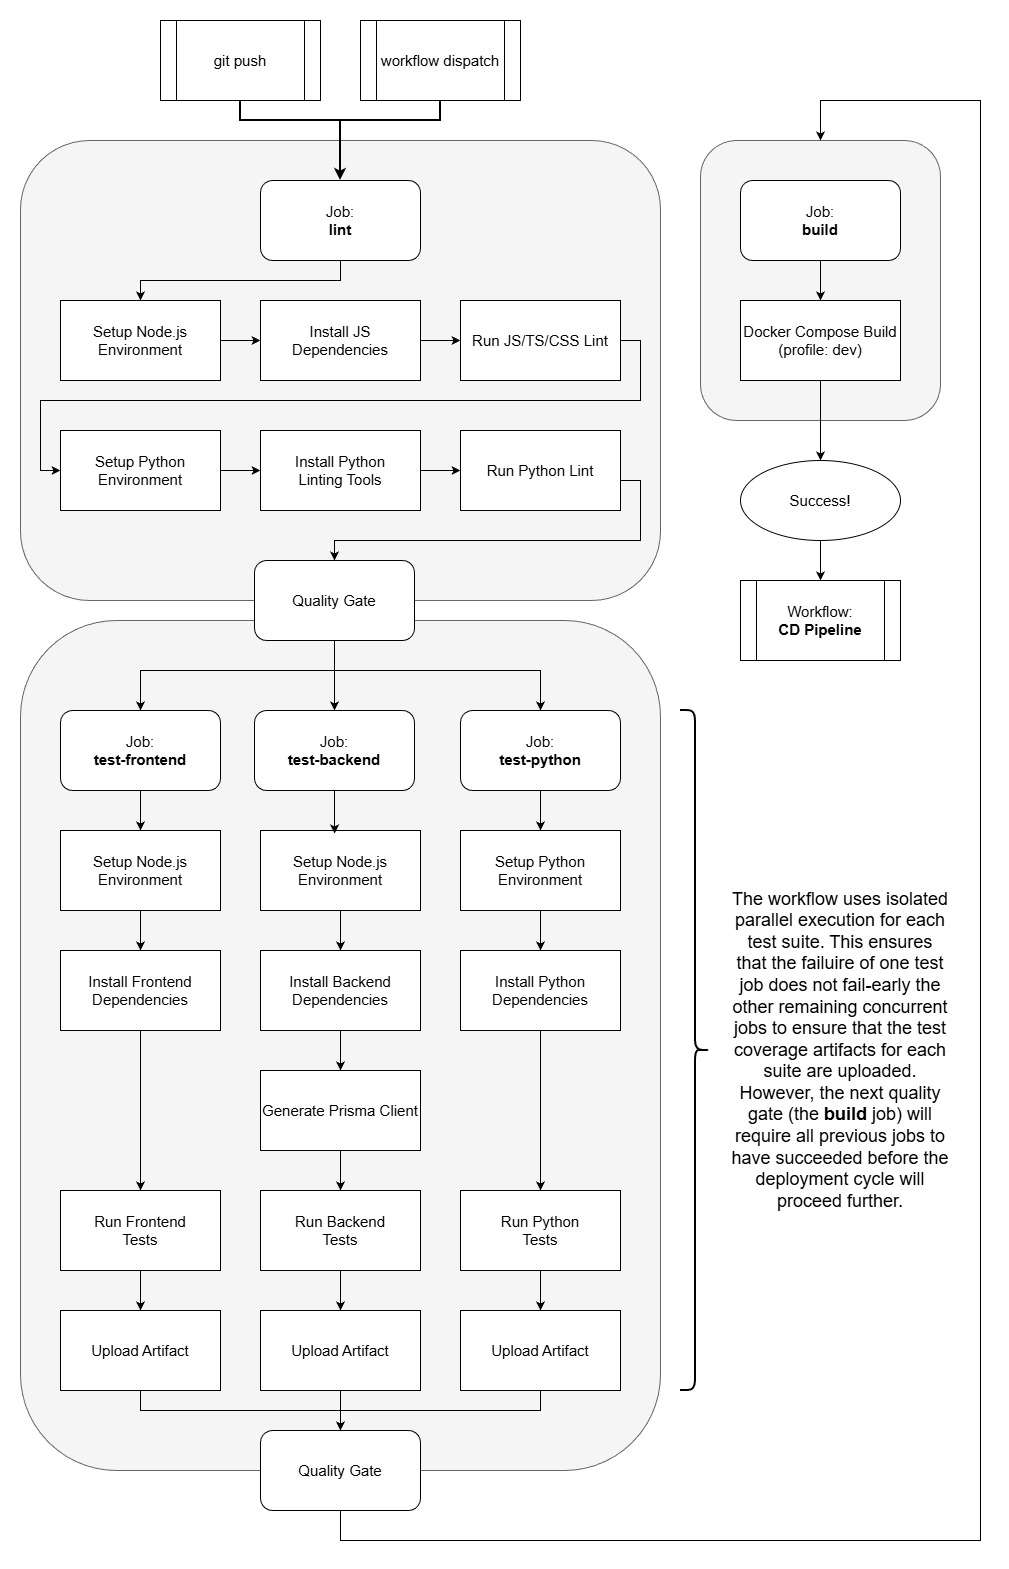 git push
workflow dispatch
Job:
lint
Setup Node.js
Environment
Install JS
Dependencies
Run JS/TS/CSS Lint
Setup Python
Environment
Install Python
Linting Tools
Run Python Lint
Quality Gate
Job:
test-frontend
Job:
test-backend
Job:
test-python
Setup Node.js
Environment
Setup Node.js
Environment
Setup Python
Environment
Install Frontend
Dependencies
Install Backend
Dependencies
Install Python
Dependencies
Generate Prisma Client
Run Frontend
Tests
Run Backend
Tests
Run Python
Tests
Upload Artifact
Upload Artifact
Upload Artifact
Quality Gate
The workflow uses isolated
parallel execution for each
test suite. This ensures
that the failuire of one test
job does not fail-early the
other remaining concurrent
jobs to ensure that the test
coverage artifacts for each
suite are uploaded.
However, the next quality
gate (the build job) will
require all previous jobs to
have succeeded before the
deployment cycle will
proceed further.
Job:
build
Docker Compose Build
(profile: dev)
Success!
Workflow:
CD Pipeline